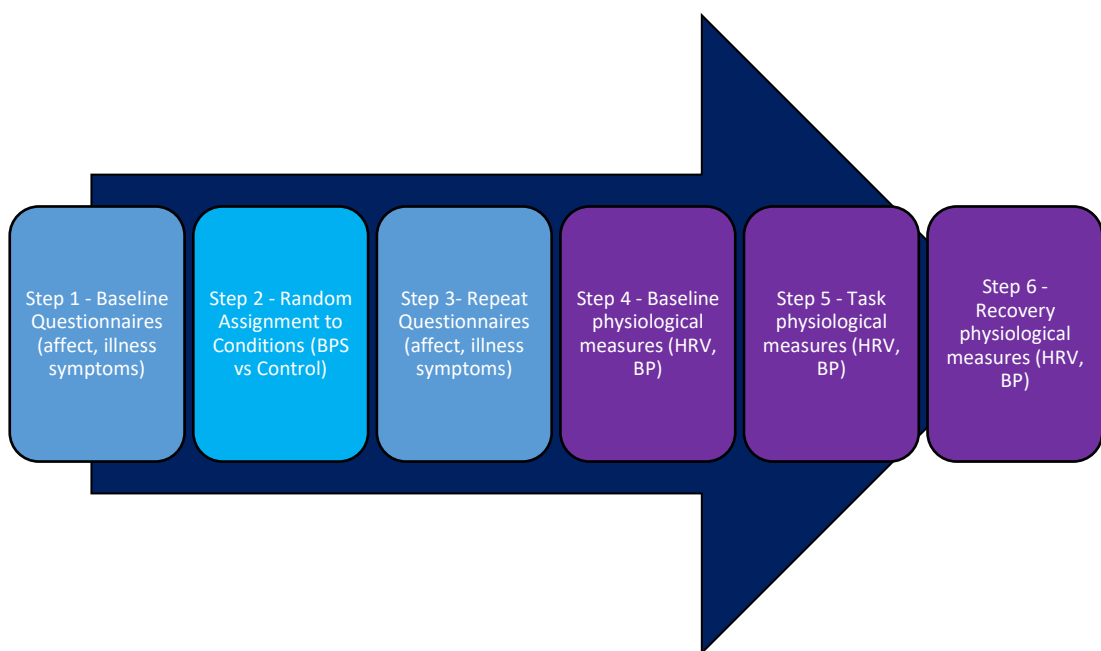 Step 1 - Baseline
Questionnaires
(affect, illness
symptoms)
Step 2 - Random
Assignment to
Conditions (BPS
vs Control)
Step 3- Repeat
Questionnaires
(affect, illness
symptoms)
Step 4 - Baseline
physiological
measures (HRV,
BP)
Step 5 - Task
physiological
measures (HRV,
BP)
Step 6 -
Recovery
physiological
measures (HRV,
BP)